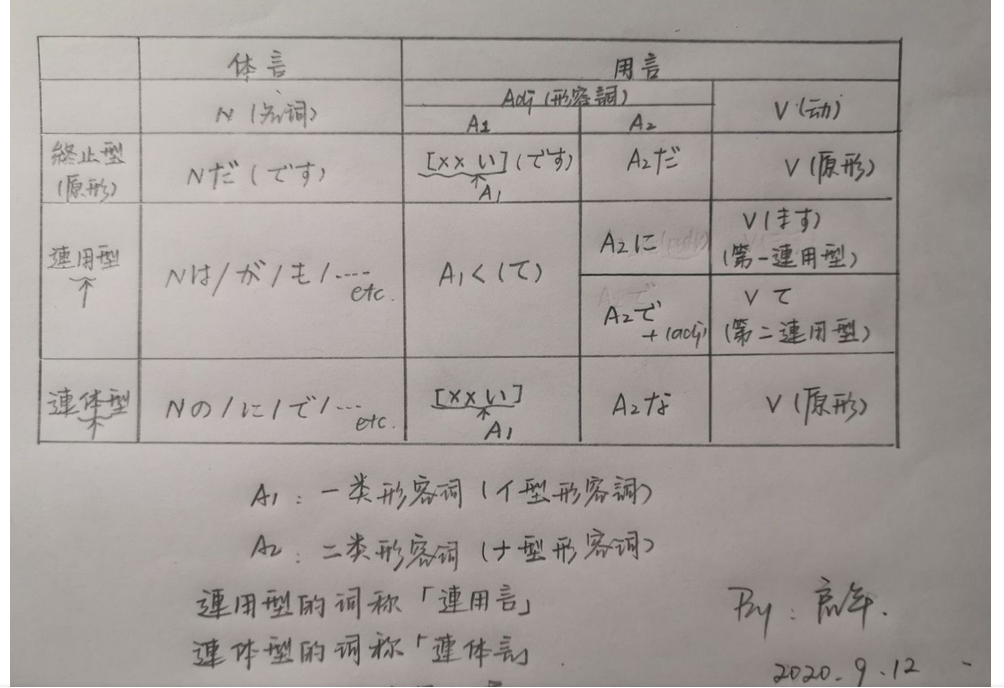 体言 用言
N (名词) Adj (形容詞) V (动)
A1 A2
終止型 Nだ (です) [××い] (です) A2だ V (原形)
(原形) A1
連用型 Nは/が/も/……etc. A1く(て) A2に V(ます)
(第一連用型)
A2で V て
+(adj) (第二連用型)
連体型 Nの/に/で/……etc. [××い] A2な V (原形)
A1
A1：一类形容词 (イ型形容詞)
A2：二类形容词 (ナ型形容词)
連用型的词称「連用言」
連体型的词称「連体言」
By：
2020.9.12